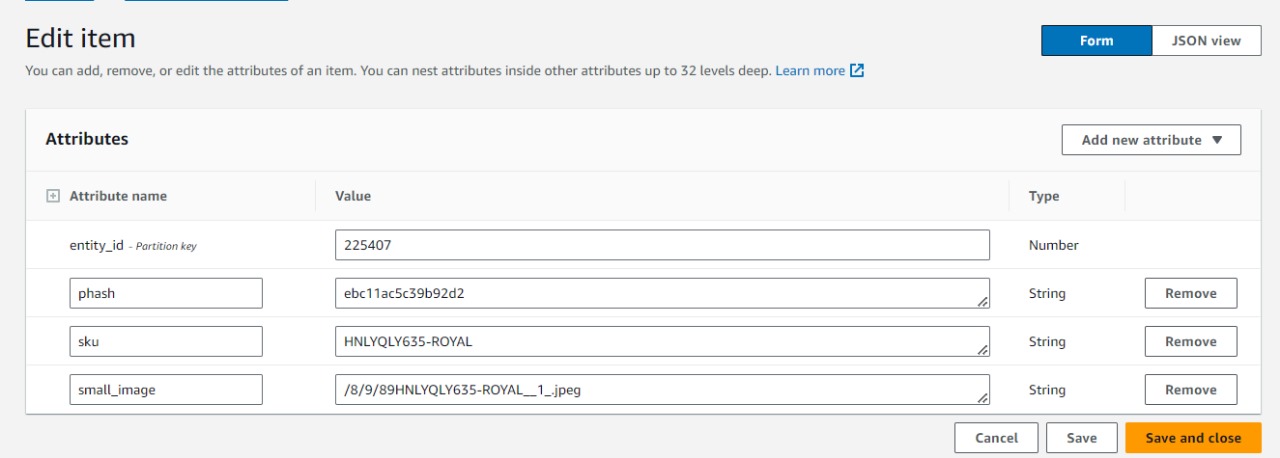 Edit item
Form JSON view
You can add, remove, or edit the attributes of an item. You can nest attributes inside other attributes up to 32 levels deep. Learn more
Attributes
Add new attribute
Attribute name Value Type
entity_id - Partition key 225407 Number
phash ebc11ac5c39b92d2 String Remove
sku HNLYQLY635-ROYAL String Remove
small_image /8/9/89HNLYQLY635-ROYAL__1_.jpeg String Remove
Cancel Save Save and close